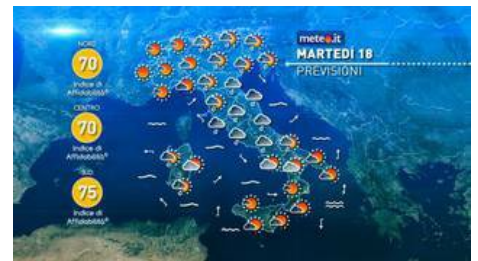 meteo.it
MARTEDÌ 18
PREVISIONI
NORD
70
Indice di
Affidabilità®
CENTRO
70
Indice di
Affidabilità®
SUD
75
Indice di
Affidabilità®